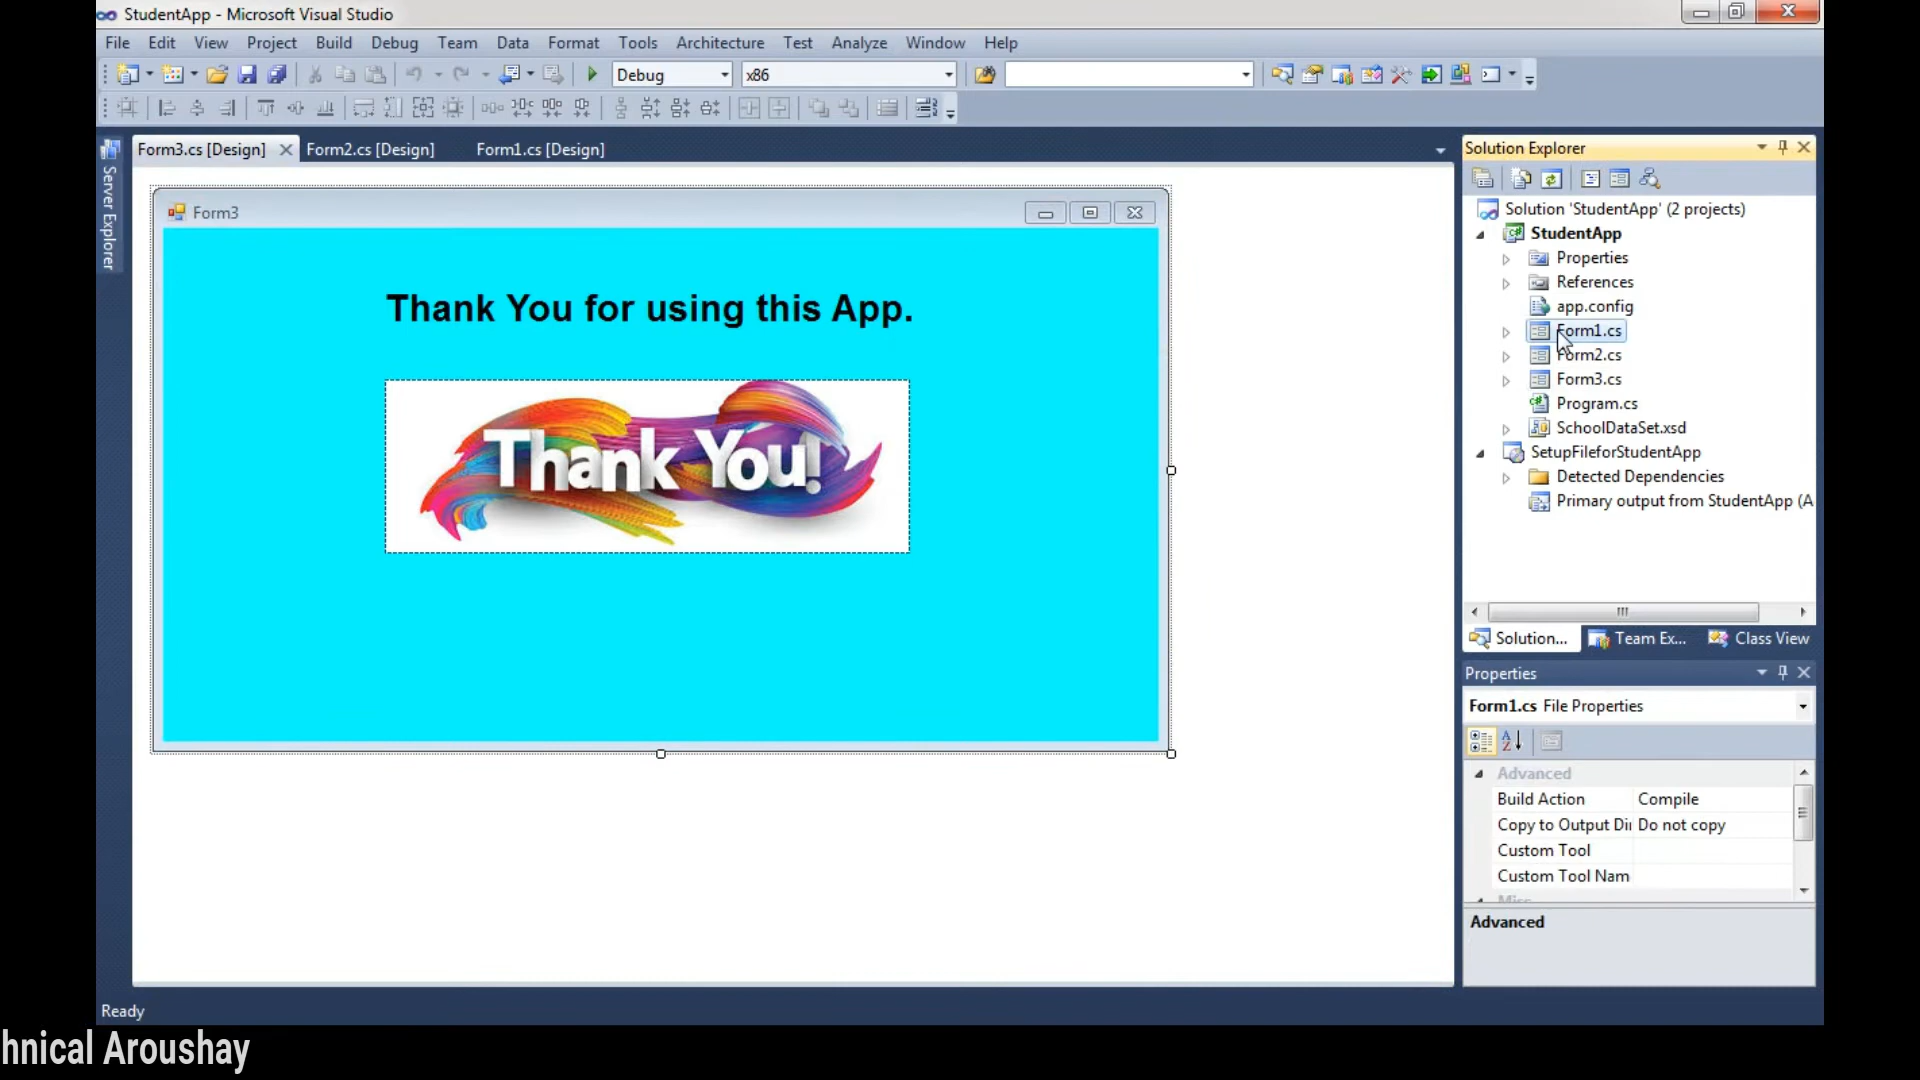 StudentApp - Microsoft Visual Studio
File Edit View Project Build Debug Team Data Format Tools Architecture Test Analyze Window Help
Debug x86
Form3.cs [Design] Form2.cs [Design] Form1.cs [Design]
Server Explorer
Form3
Thank You for using this App.
Thank You!
Solution Explorer
Solution 'StudentApp' (2 projects)
StudentApp
Properties
References
app.config
Form1.cs
Form2.cs
Form3.cs
Program.cs
SchoolDataSet.xsd
SetupFileforStudentApp
Detected Dependencies
Primary output from StudentApp (A
Solution... Team Ex... Class View
Properties
Form1.cs File Properties
Advanced
Build Action Compile
Copy to Output Dir Do not copy
Custom Tool
Custom Tool Nam
Misc
Advanced
Ready
hnical Aroushay